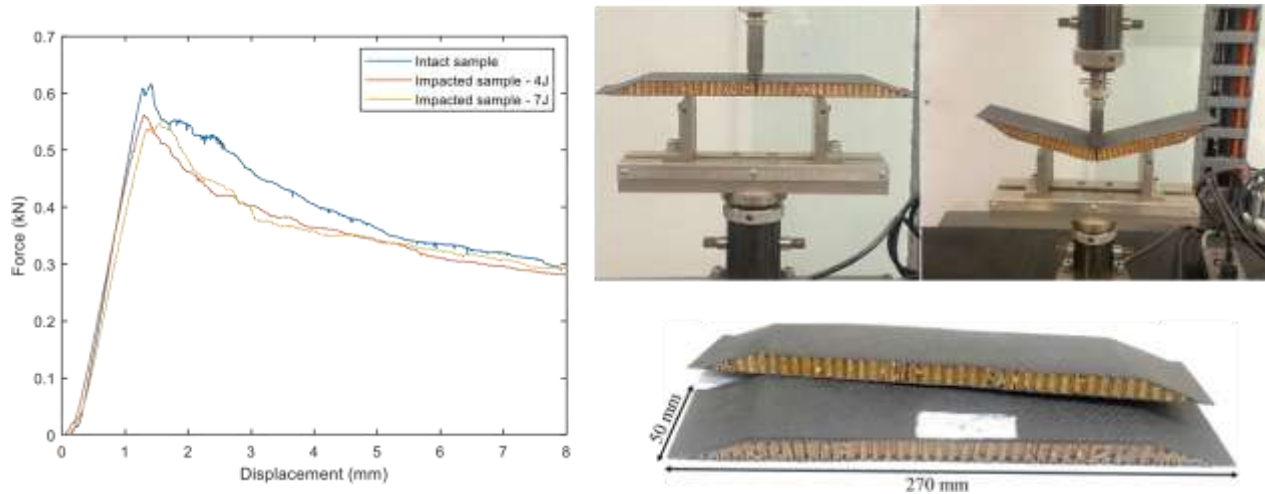 0.7
0.6
0.5
0.4
0.3
0.2
0.1
0
Force (kN)
0 1 2 3 4 5 6 7 8
Displacement (mm)
Intact sample
Impacted sample - 4J
Impacted sample - 7J
50 mm
270 mm